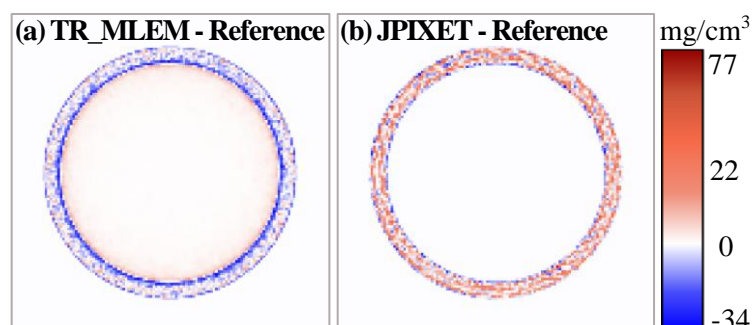 (a) TR_MLEM - Reference
(b) JPIXET - Reference
mg/cm³
77
22
0
-34